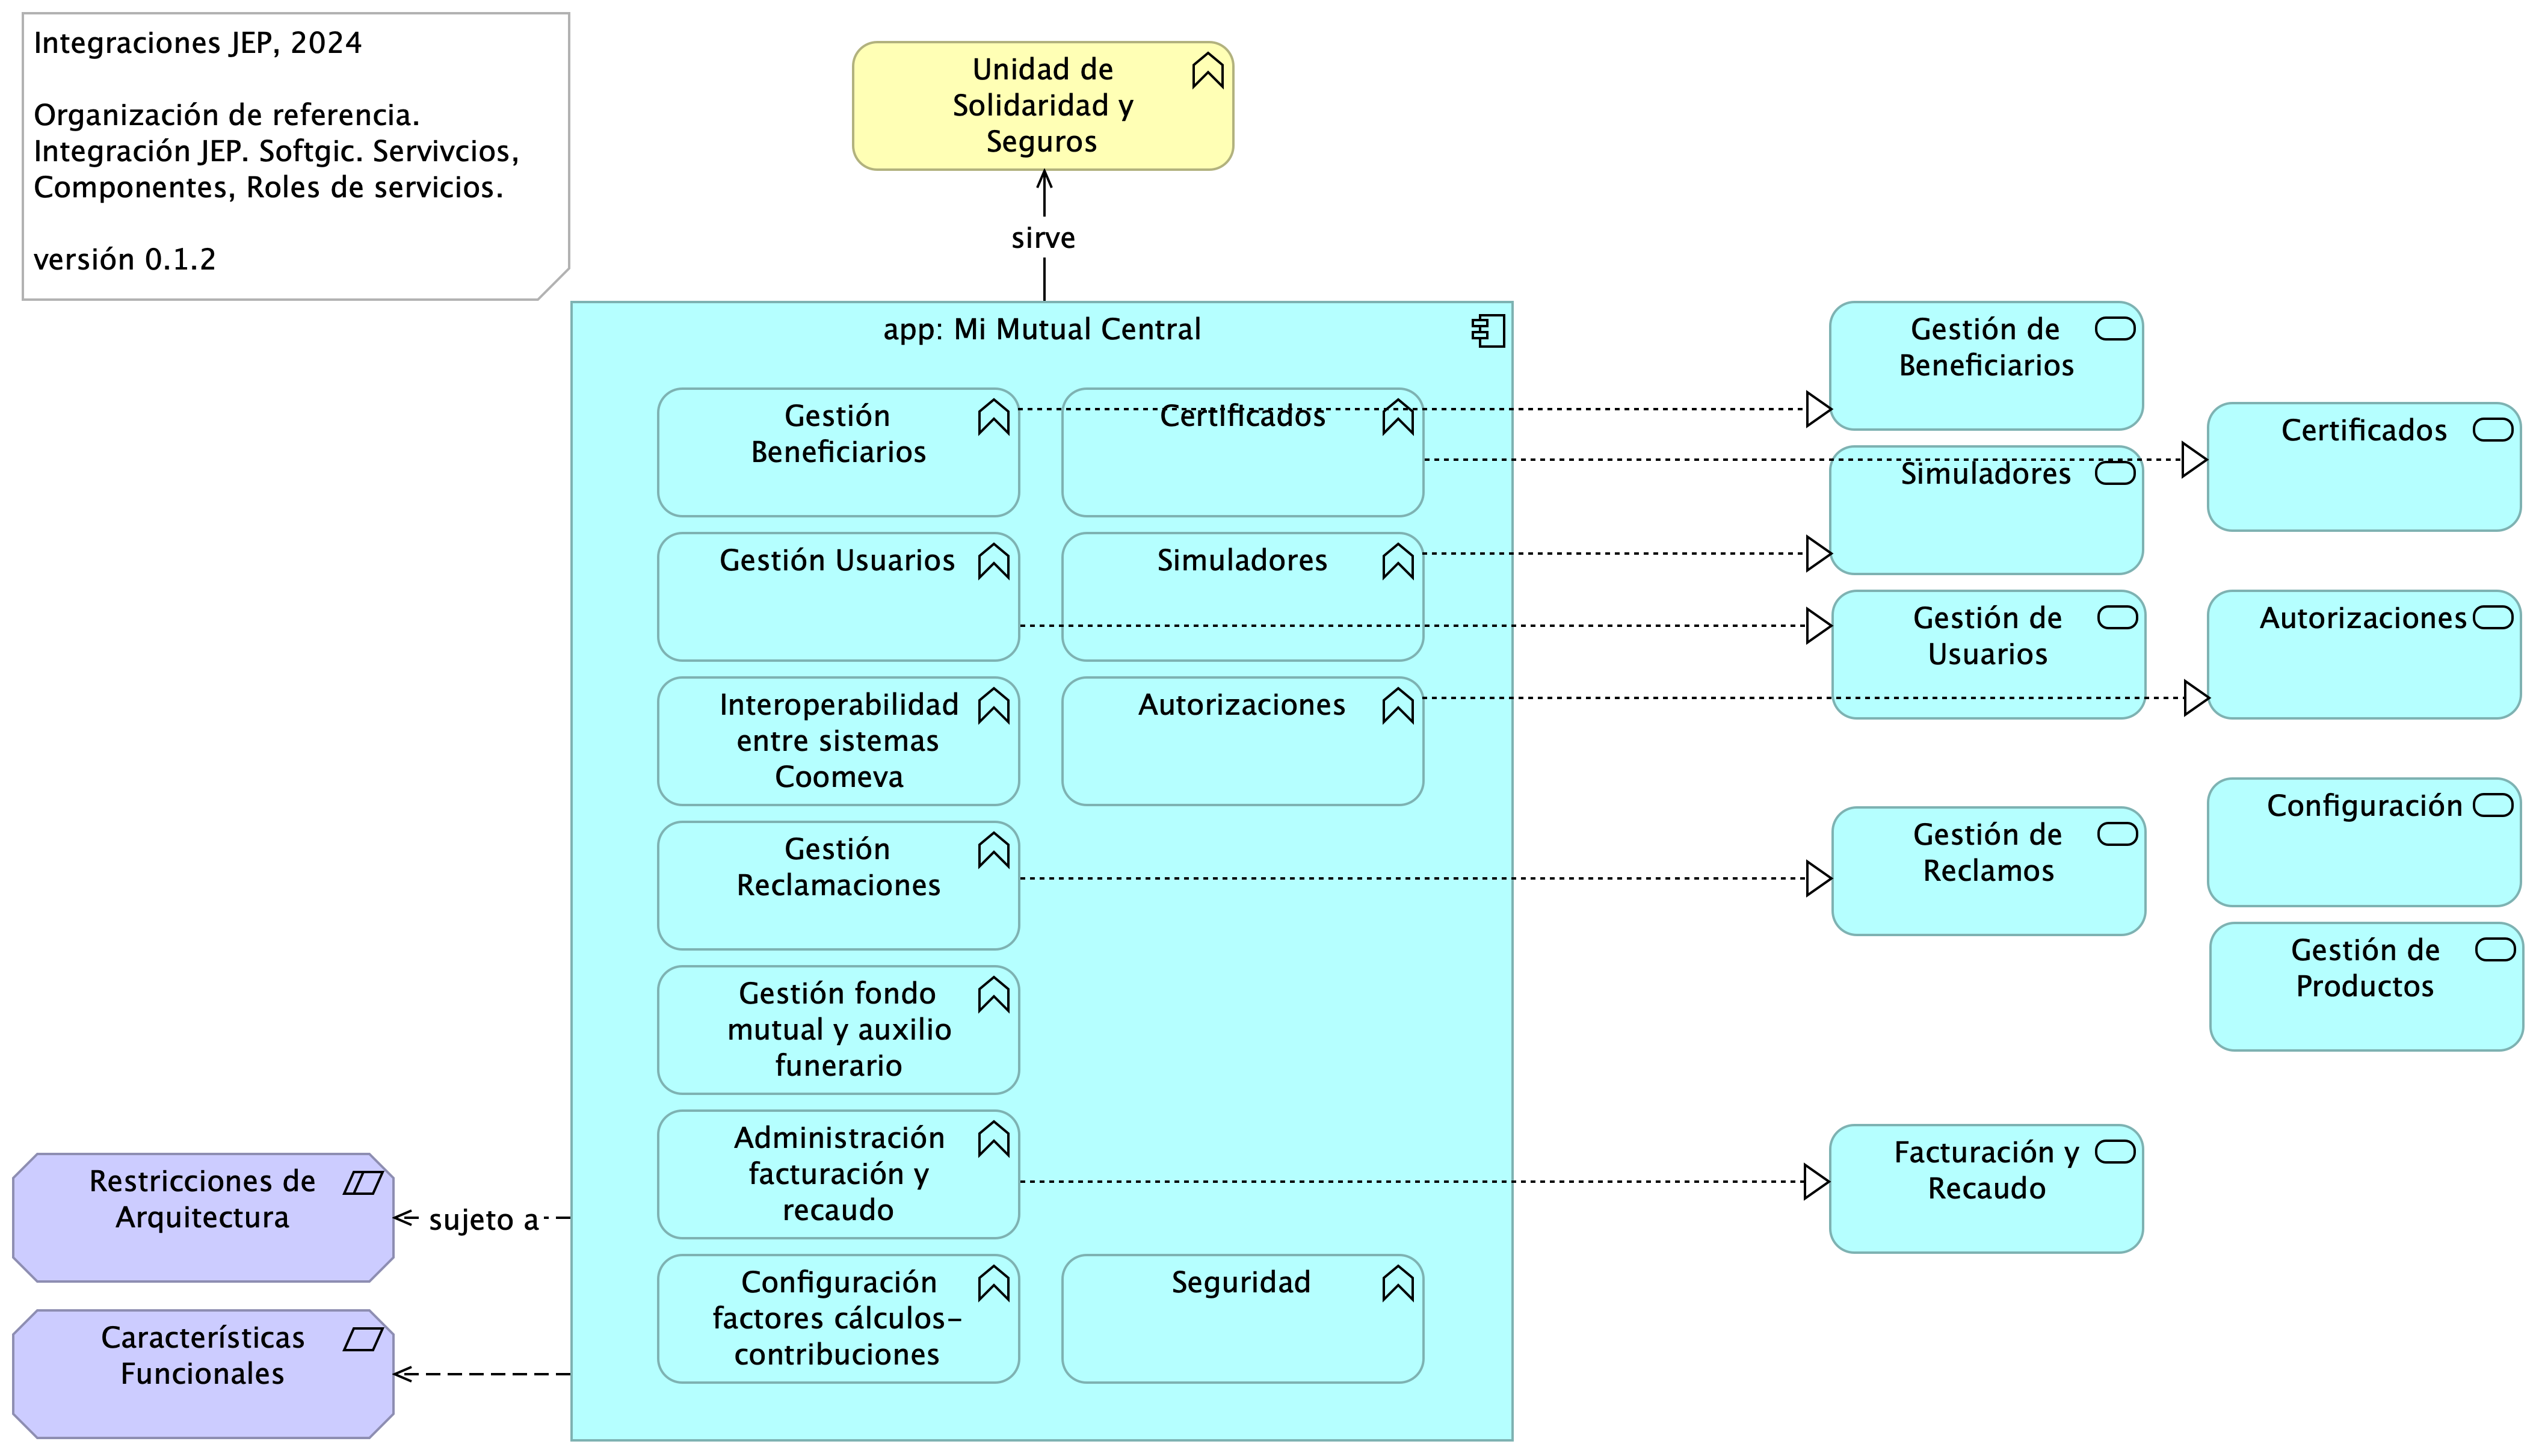 Integraciones JEP, 2024
Organización de referencia.
Integración JEP. Softgic. Servivcios,
Componentes, Roles de servicios.
versión 0.1.2
Unidad de
Solidaridad y
Seguros
sirve
app: Mi Mutual Central
Gestión
Beneficiarios
Certificados
Gestión Usuarios
Simuladores
Interoperabilidad
entre sistemas
Coomeva
Autorizaciones
Gestión
Reclamaciones
Gestión fondo
mutual y auxilio
funerario
Administración
facturación y
recaudo
Configuración
factores cálculos-
contribuciones
Seguridad
Gestión de
Beneficiarios
Certificados
Simuladores
Gestión de
Usuarios
Autorizaciones
Gestión de
Reclamos
Configuración
Gestión de
Productos
Facturación y
Recaudo
Restricciones de
Arquitectura
sujeto a
Características
Funcionales